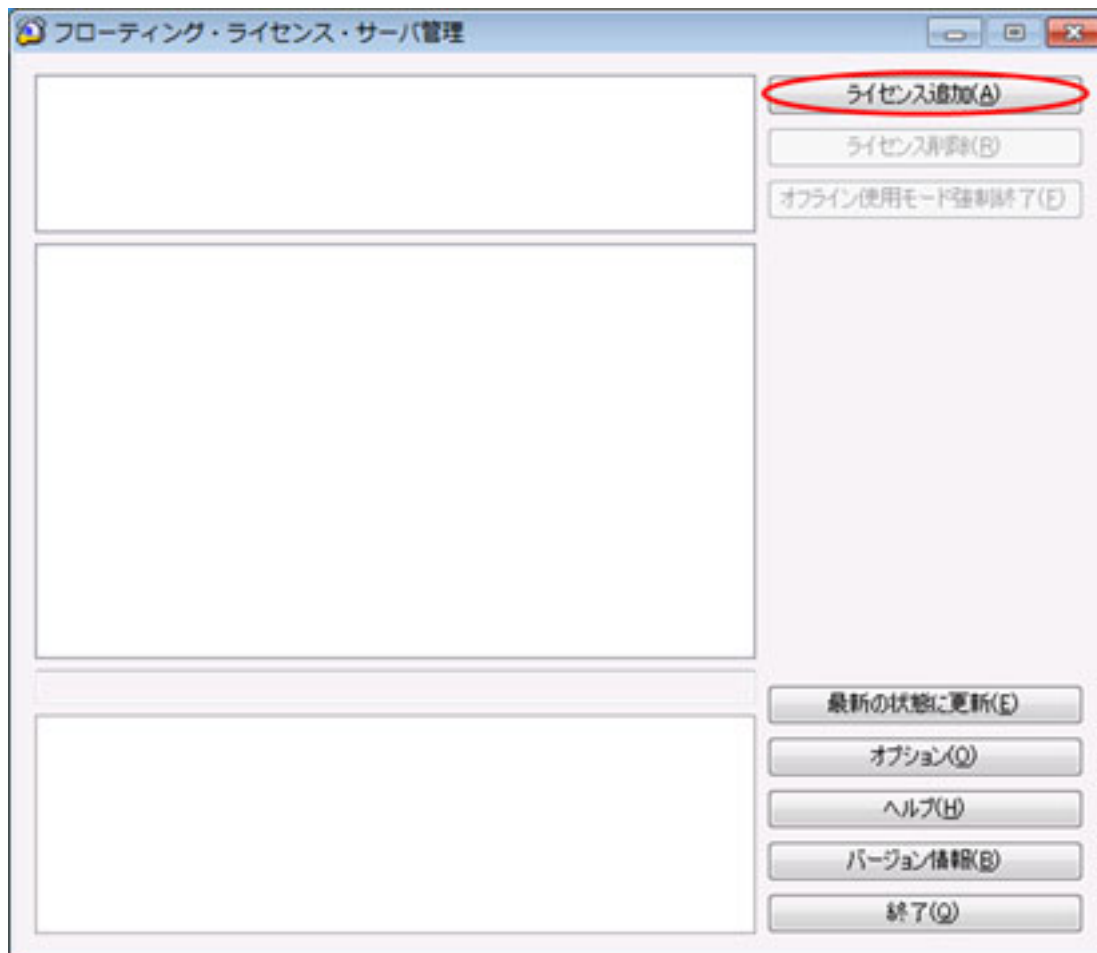 フローティング・ライセンス・サーバ管理
ライセンス追加(A)
ライセンス削除(R)
オフライン使用モード強制終了(F)
最新の状態に更新(E)
オプション(O)
ヘルプ(H)
バージョン情報(B)
終了(Q)